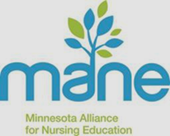 mane
Minnesota Alliance
for Nursing Education